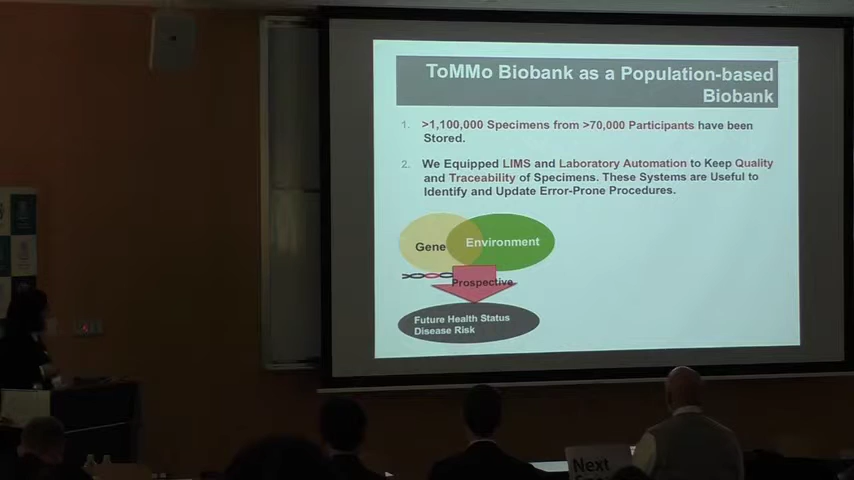 ToMMo Biobank as a Population-based
Biobank
1. >1,100,000 Specimens from >70,000 Participants have been
Stored.
2. We Equipped LIMS and Laboratory Automation to Keep Quality
and Traceability of Specimens. These Systems are Useful to
Identify and Update Error-Prone Procedures.
Gene
Environment
Prospective
Future Health Status
Disease Risk
Next